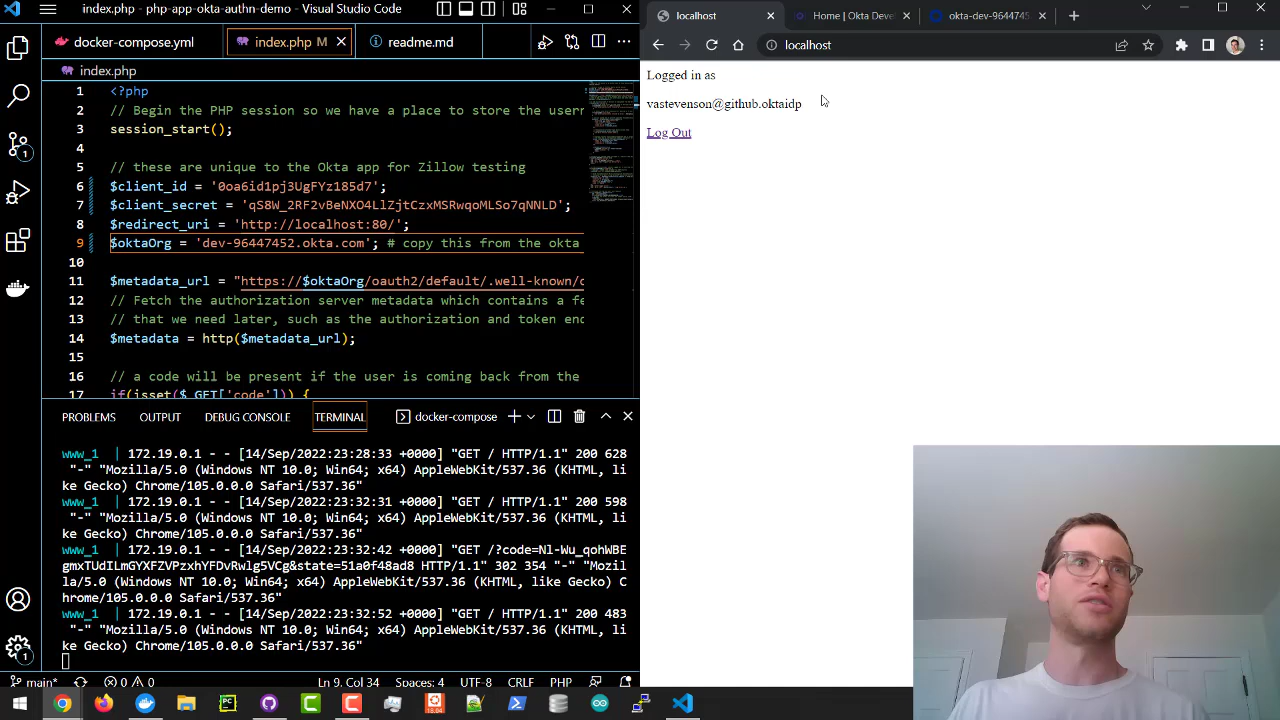 index.php - php-app-okta-authn-demo - Visual Studio Code
docker-compose.yml
index.php M
readme.md
index.php
1 <?php
2 // Begin the PHP session so we have a place to store the userr
3 session_start();
4
5 // theseare unique to the Okta app for Zillow testing
6 $client_id =
7 $client_secret =
8 $redirect_uri = 'http://localhost:80/';
9 $oktaOrg = 'dev-96447452.okta.com'; # copy this from the okta
10
11 $metadata_url = "https://$oktaOrg/oauth2/default/.well-known/o
12 // Fetch the authorization server metadata which contains a fe
13 // that we need later, such as the authorization and token end
14 $metadata = http($metadata_url);
15
16 // a code will be present if the user is coming back from the
17 if(isset($_GET['code'])) {
PROBLEMS OUTPUT DEBUG CONSOLE TERMINAL docker-compose
www_1 | 172.19.0.1 - - [14/Sep/2022:23:28:33 +0000] "GET / HTTP/1.1" 200 628
"-" "Mozilla/5.0 (Windows NT 10.0; Win64; x64) AppleWebKit/537.36 (KHTML, li
ke Gecko) Chrome/105.0.0.0 Safari/537.36"
www_1 | 172.19.0.1 - - [14/Sep/2022:23:32:31 +0000] "GET / HTTP/1.1" 200 598
"-" "Mozilla/5.0 (Windows NT 10.0; Win64; x64) AppleWebKit/537.36 (KHTML, li
ke Gecko) Chrome/105.0.0.0 Safari/537.36"
www_1 | 172.19.0.1 - - [14/Sep/2022:23:32:42 +0000] "GET /?code=Nl-Wu_qohWBE
gmxTUdILmGYXFZVPzxhYFDvRwlg5VCg&state=51a0f48ad8 HTTP/1.1" 302 354 "-" "Mozil
la/5.0 (Windows NT 10.0; Win64; x64) AppleWebKit/537.36 (KHTML, like Gecko) C
hrome/105.0.0.0 Safari/537.36"
www_1 | 172.19.0.1 - - [14/Sep/2022:23:32:42 +0000] "GET / HTTP/1.1" 200 483
"-" "Mozilla/5.0 (Windows NT 10.0; Win64; x64) AppleWebKit/537.36 (KHTML, li
ke Gecko) Chrome/105.0.0.0 Safari/537.36"
main* 0 0 Ln 9, Col 34 Spaces: 4 UTF-8 CRLF PHP
localhost
Home | Okta Deve
okta-dev-9644745
localhost
Logged in as
vastevenson@github.oktaidp
Log Out